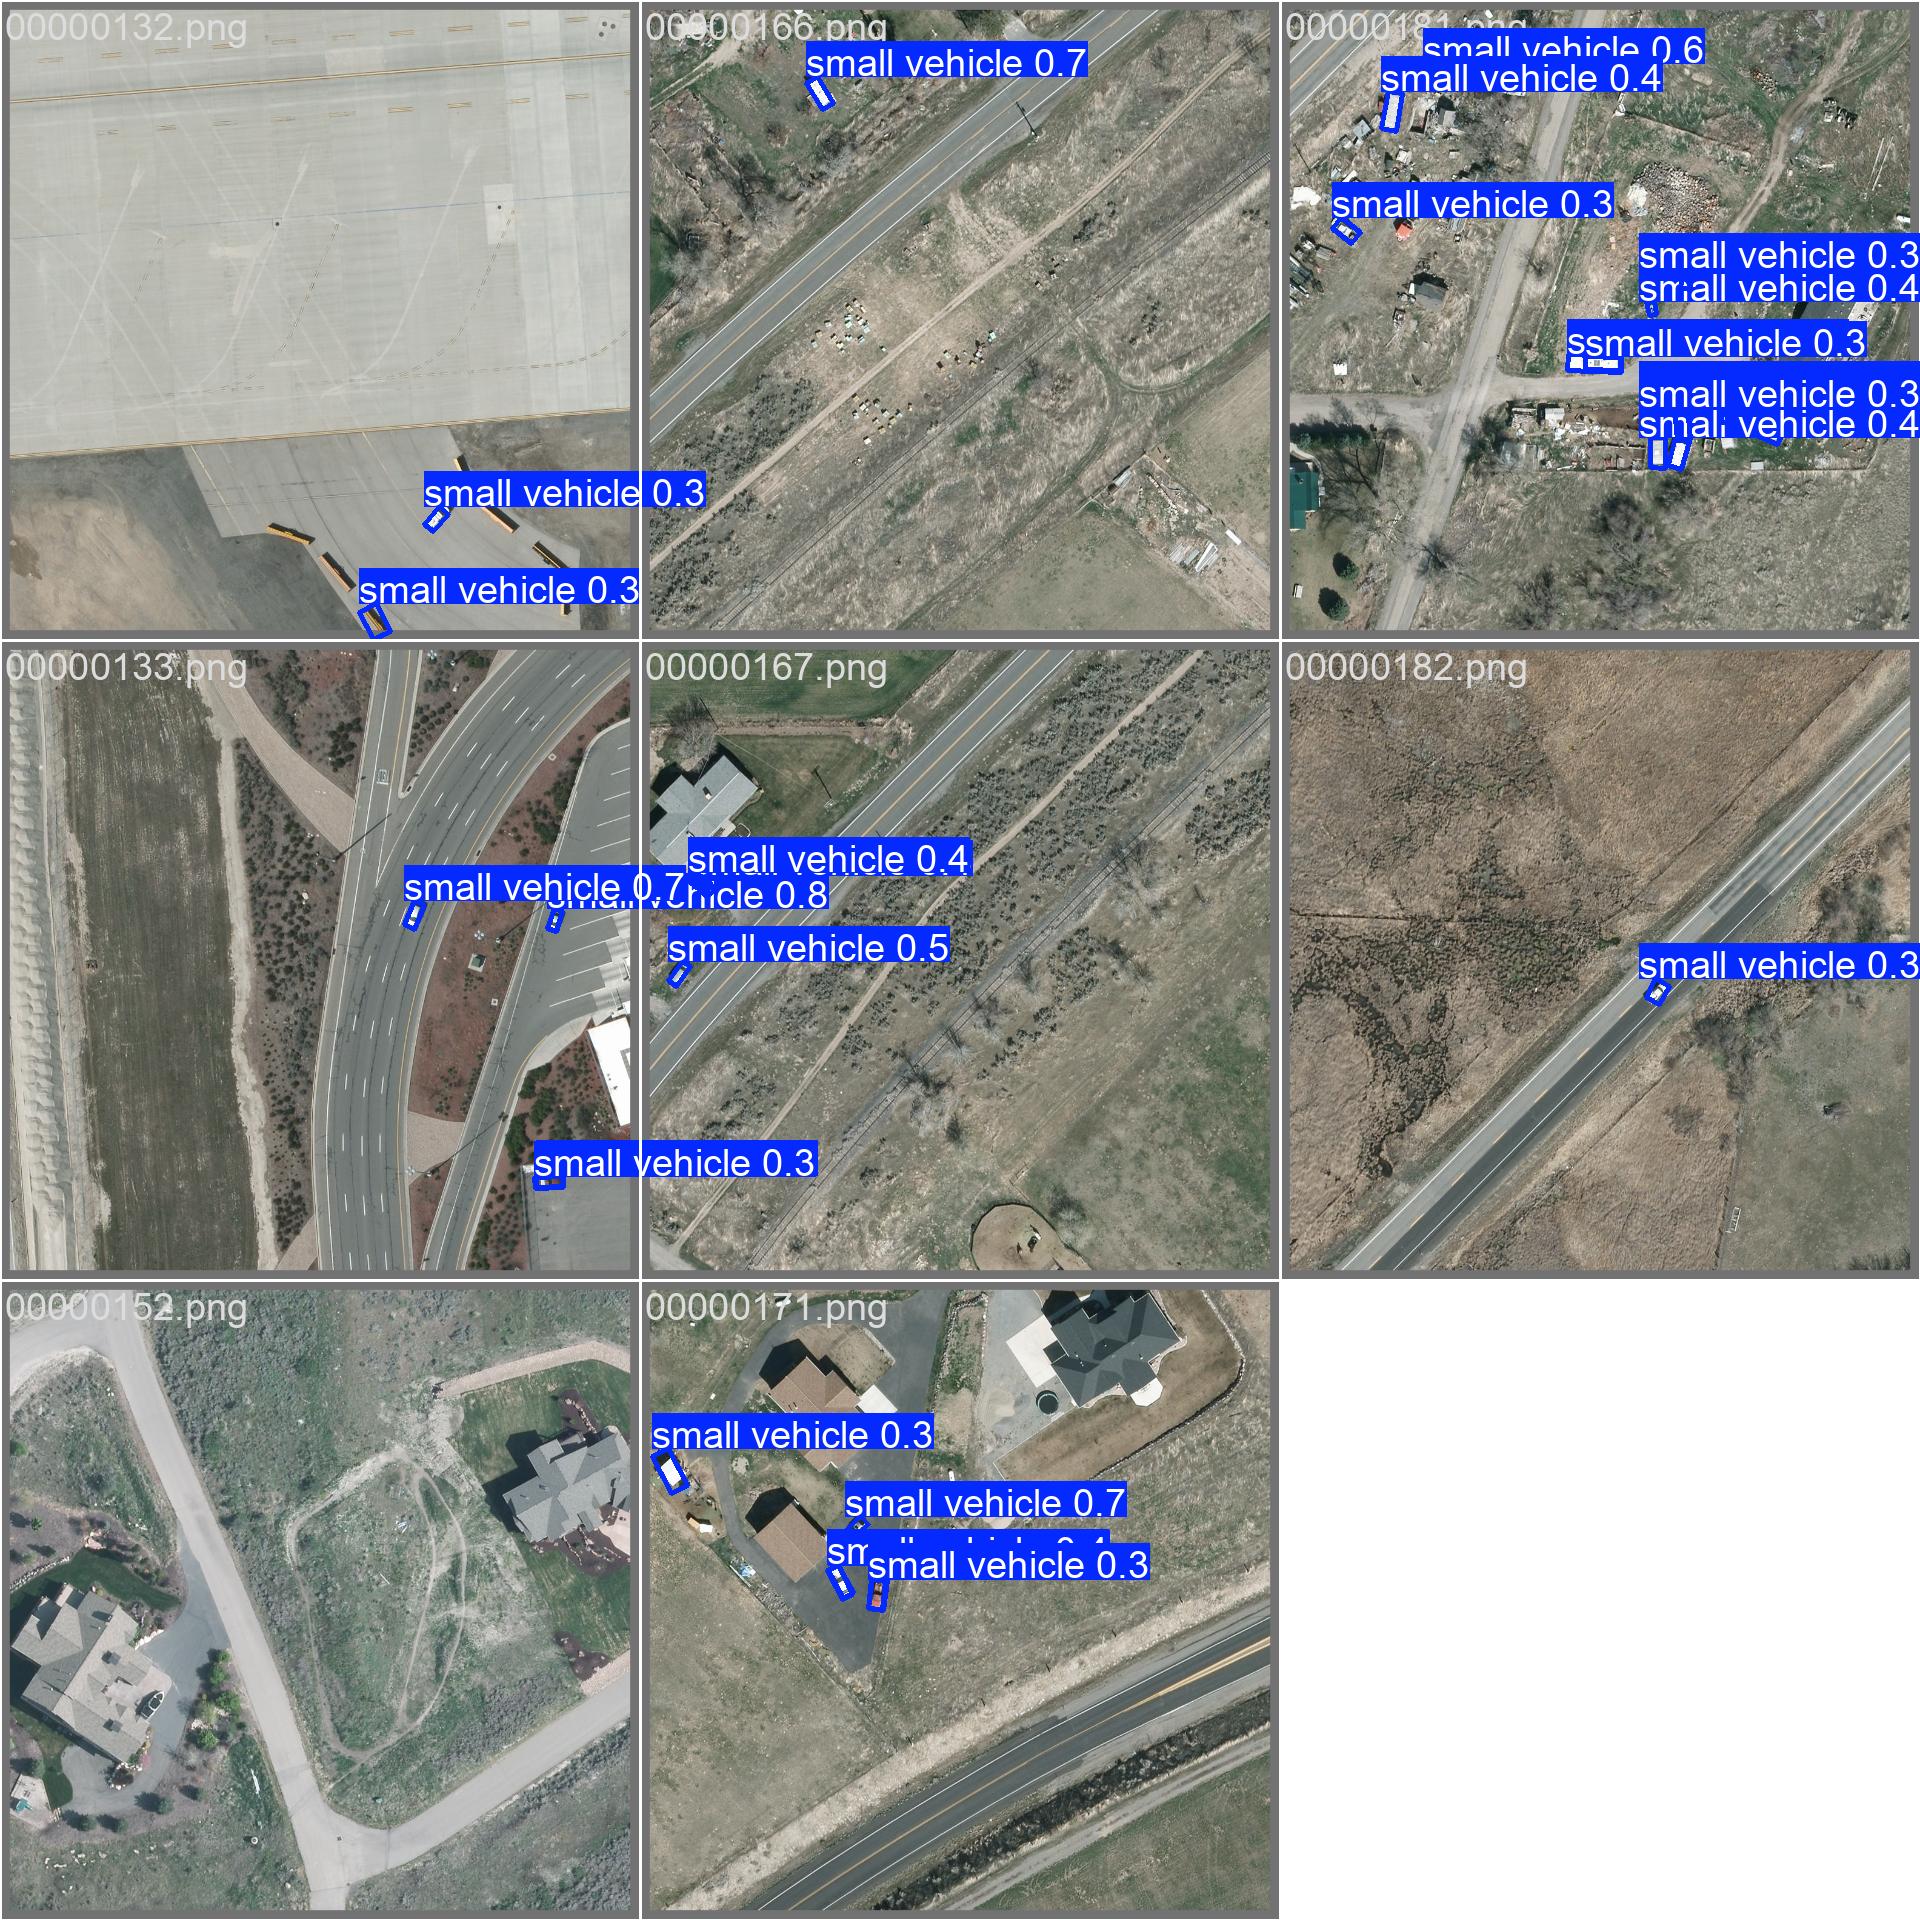 00000132.png
small vehicle 0.3
small vehicle 0.3
00000166.png
small vehicle 0.7
small vehicle 0.6
small vehicle 0.4
small vehicle 0.3
small vehicle 0.3
small vehicle 0.4
small vehicle 0.3
small vehicle 0.3
small vehicle 0.4
00000133.png
small vehicle 0.7
small vehicle 0.3
00000167.png
small vehicle 0.4
vehicle 0.8
small vehicle 0.5
00000182.png
small vehicle 0.3
00000152.png
00000171.png
small vehicle 0.3
small vehicle 0.7
small vehicle 0.3